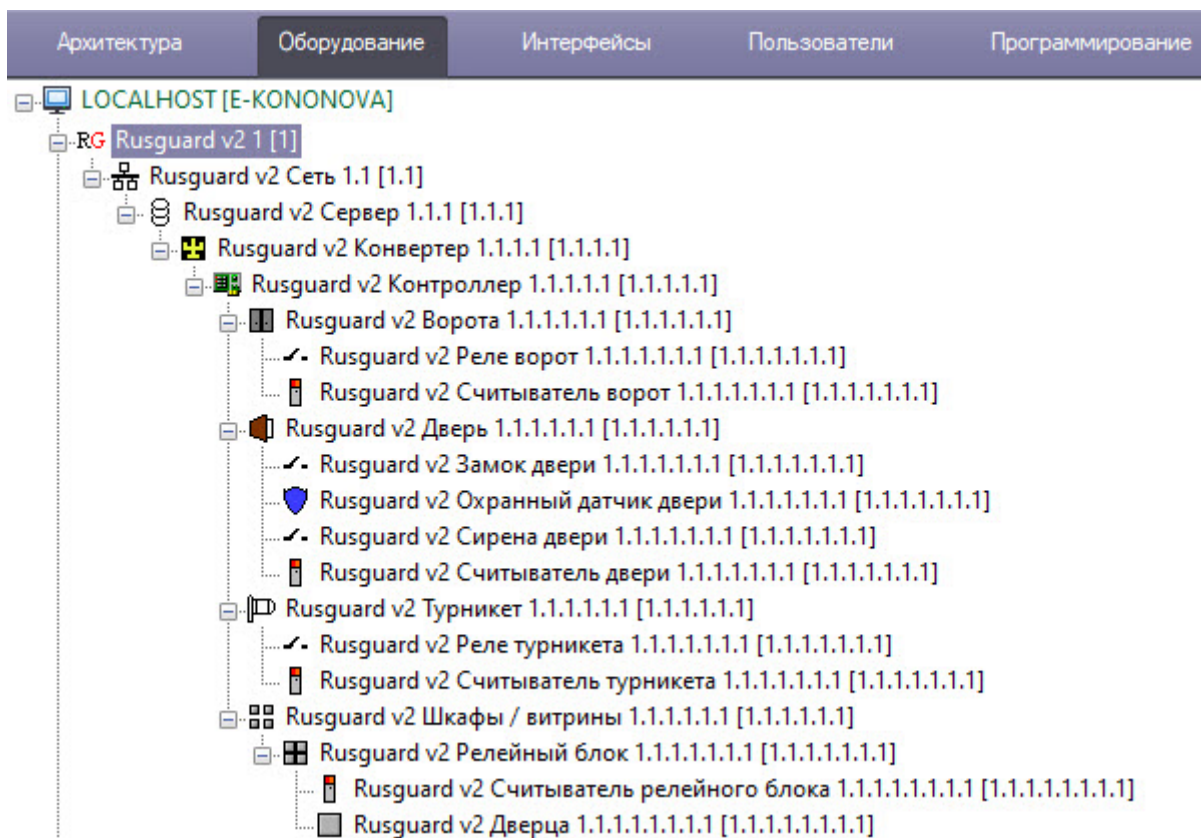 Архитектура Оборудование Интерфейсы Пользователи Программирование
LOCALHOST [E-KONONOVA]
RG Rusguard v2 1 [1]
Rusguard v2 Сеть 1.1 [1.1]
Rusguard v2 Сервер 1.1.1 [1.1.1]
Rusguard v2 Конвертер 1.1.1.1 [1.1.1.1]
Rusguard v2 Контроллер 1.1.1.1.1 [1.1.1.1.1]
Rusguard v2 Ворота 1.1.1.1.1.1 [1.1.1.1.1.1]
Rusguard v2 Реле ворот 1.1.1.1.1.1.1 [1.1.1.1.1.1.1]
Rusguard v2 Считыватель ворот 1.1.1.1.1.1.1 [1.1.1.1.1.1.1]
Rusguard v2 Дверь 1.1.1.1.1.1 [1.1.1.1.1.1]
Rusguard v2 Замок двери 1.1.1.1.1.1.1 [1.1.1.1.1.1.1]
Rusguard v2 Охранный датчик двери 1.1.1.1.1.1.1 [1.1.1.1.1.1.1]
Rusguard v2 Сирена двери 1.1.1.1.1.1.1 [1.1.1.1.1.1.1]
Rusguard v2 Считыватель двери 1.1.1.1.1.1.1 [1.1.1.1.1.1.1]
Rusguard v2 Турникет 1.1.1.1.1.1 [1.1.1.1.1.1]
Rusguard v2 Реле турникета 1.1.1.1.1.1.1 [1.1.1.1.1.1.1]
Rusguard v2 Считыватель турникета 1.1.1.1.1.1.1 [1.1.1.1.1.1.1]
Rusguard v2 Шкафы / витрины 1.1.1.1.1.1 [1.1.1.1.1.1]
Rusguard v2 Релейный блок 1.1.1.1.1.1.1 [1.1.1.1.1.1.1]
Rusguard v2 Считыватель релейного блока 1.1.1.1.1.1.1.1 [1.1.1.1.1.1.1.1]
Rusguard v2 Дверца 1.1.1.1.1.1.1.1 [1.1.1.1.1.1.1.1]